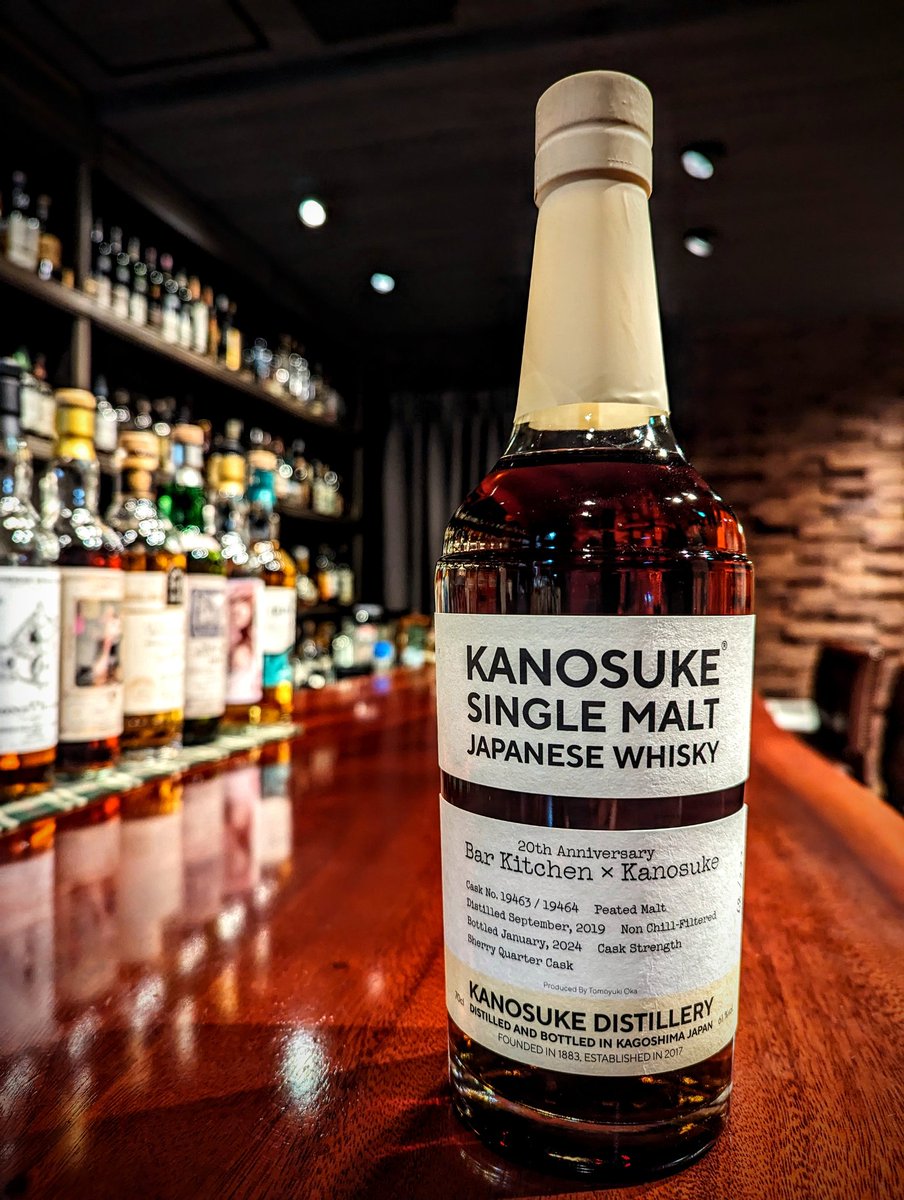 KANOSUKE®
SINGLE MALT
JAPANESE WHISKY
20th Anniversary
Bar Kitchen × Kanosuke
Cask No. 19463 / 19464 Peated Malt
Distilled September, 2019 Non Chill-Filtered
Bottled January, 2024 Cask Strength
Sherry Quarter Cask
Produced By Tomoyuki Oka
KANOSUKE DISTILLERY
DISTILLED AND BOTTLED IN KAGOSHIMA JAPAN
FOUNDED IN 1883, ESTABLISHED IN 2017